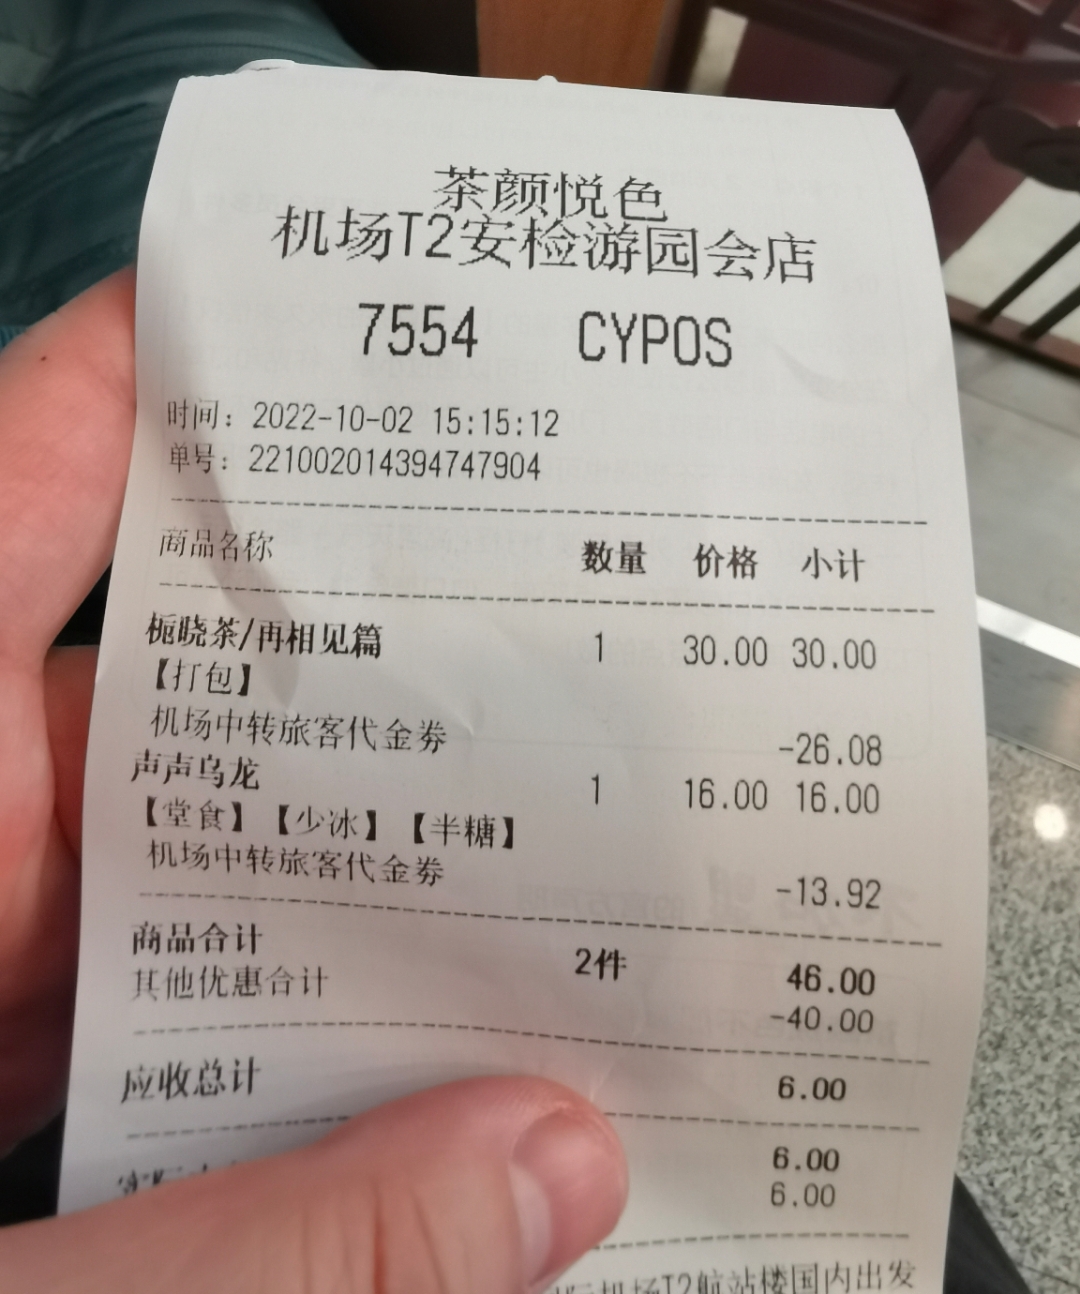 茶颜悦色
机场T2安检游园会店
7554 CYPOS
时间: 2022-10-02 15:15:12
单号: 221002014394747904
商品名称 数量 价格 小计
栀晓茶/再相见篇 1 30.00 30.00
【打包】
机场中转旅客代金券 -26.08
声声乌龙 1 16.00 16.00
【堂食】【少冰】【半糖】
机场中转旅客代金券 -13.92
商品合计 2件 46.00
其他优惠合计 -40.00
应收总计 6.00
实际 6.00
6.00
机场T2航站楼国内出发